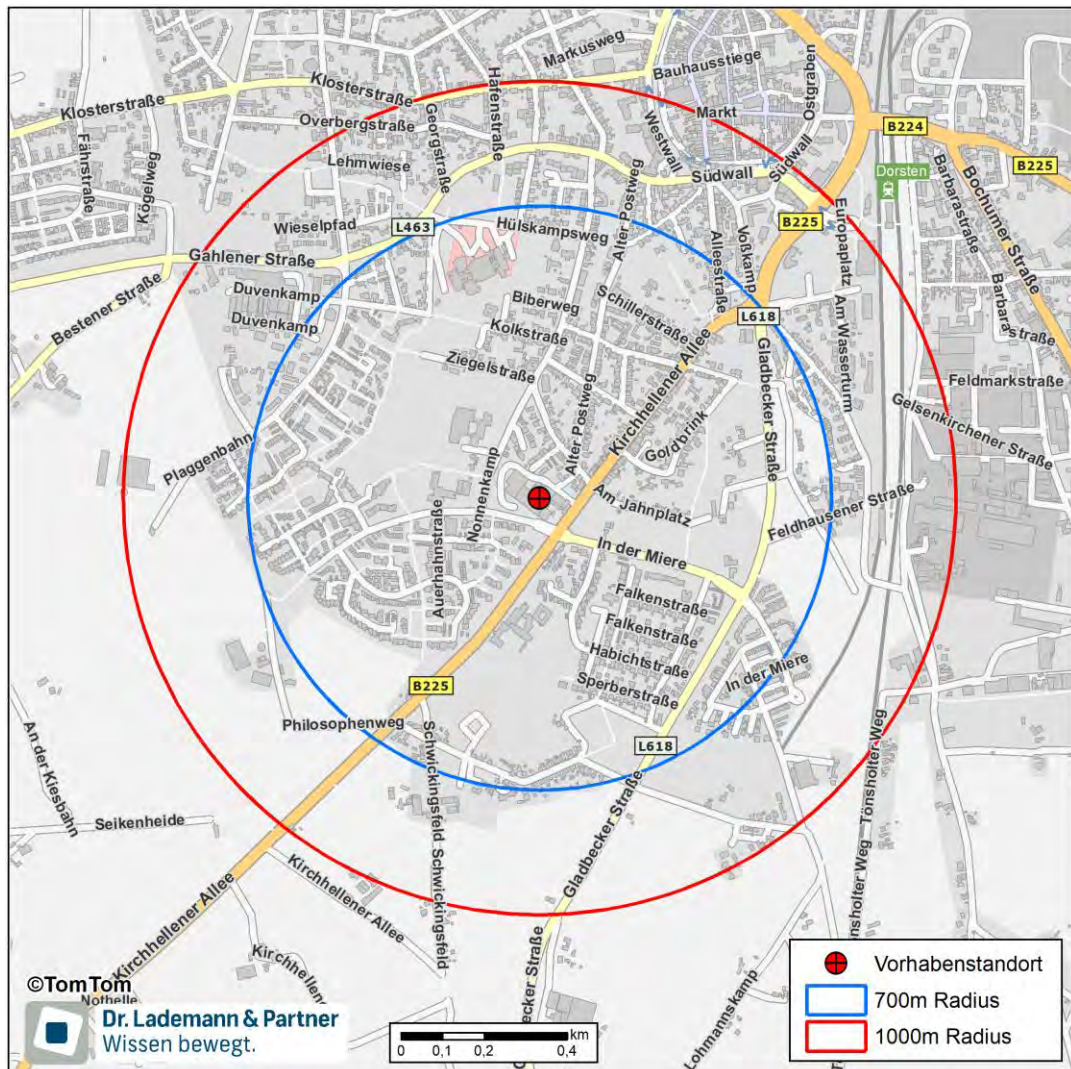 Markusweg
Bauhausstiege
Ostgraben
Klosterstraße
Klosterstraße
Hafenstraße
Markt
Overbergstraße
Georgstraße
Westwall
B224
Fährstraße
Kögelweg
Lehmwiese
Südwall
Südwall
Dorsten
Barbarastraße
B225
Bochumer Straße
Wieselpfad
L463
Hülskampsweg
Alter Postweg
B225
Europaplatz
Gahlener Straße
Alleestraße
Voßkamp
Bestener Straße
Duvenkamp
Biberweg
Schillerstraße
L618
Am Wasserturm
Barbarastraße
Duvenkamp
Kolkstraße
Ziegelstraße
Kirchhellener Allee
Gladbecker Straße
Feldmarkstraße
Gelsenkirchener Straße
Plaggenbahn
Nonnenkamp
Alter Postweg
Gordbrink
Am Jahnplatz
Feldhausener Straße
Auerhahnstraße
In der Miere
Falkenstraße
Falkenstraße
Habichtstraße
In der Miere
Sperberstraße
B225
Philosophenweg
L618
An der Kiesbahn
Schwickingsfeld
Schwickingsfeld
Tönsholter Weg
Seikenheide
Gladbecker Straße
Kirchhellener Allee
Kirchhellener Allee
Kirchhellener
Lohmannskamp
©TomTom
Nothelle
Dr. Lademann & Partner
Wissen bewegt.
km
0 0,1 0,2 0,4
Vorhabenstandort
700m Radius
1000m Radius